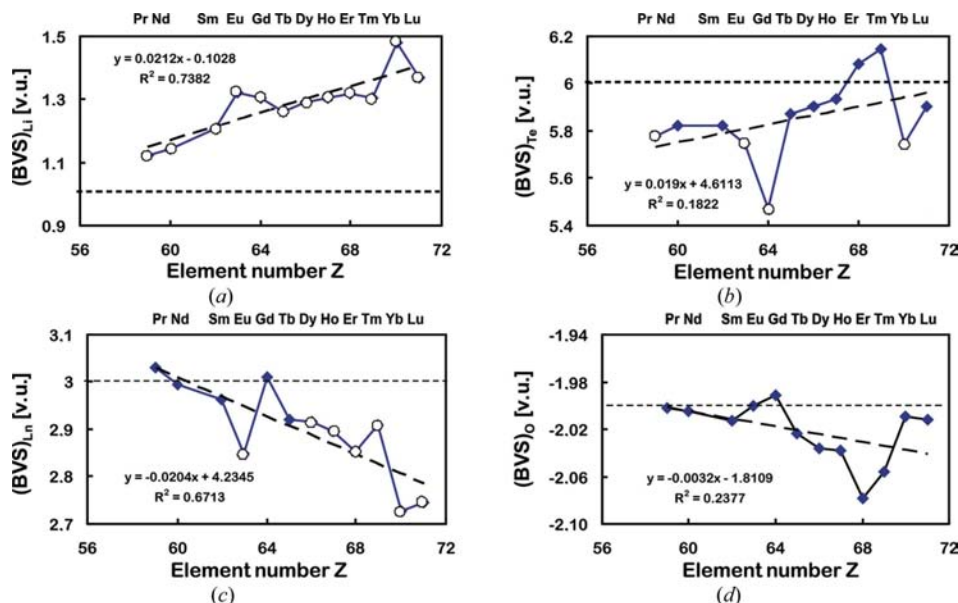 Pr Nd Sm Eu Gd Tb Dy Ho Er Tm Yb Lu
1.5
1.3
1.1
0.9
(BVS)Li [v.u.]
y = 0.0212x - 0.1028
R² = 0.7382
56 60 64 68 72
Element number Z
(a)
Pr Nd Sm Eu Gd Tb Dy Ho Er Tm Yb Lu
6.2
6
5.8
5.6
5.4
(BVS)Te [v.u.]
y = 0.019x + 4.6113
R² = 0.1822
56 60 64 68 72
Element number Z
(b)
Pr Nd Sm Eu Gd Tb Dy Ho Er Tm Yb Lu
3.1
3
2.9
2.8
2.7
(BVS)Ln [v.u.]
y = -0.0204x + 4.2345
R² = 0.6713
56 60 64 68 72
Element number Z
(c)
Pr Nd Sm Eu Gd Tb Dy Ho Er Tm Yb Lu
-1.94
-1.98
-2.02
-2.06
-2.10
(BVS)O [v.u.]
y = -0.0032x - 1.8109
R² = 0.2377
56 60 64 68 72
Element number Z
(d)